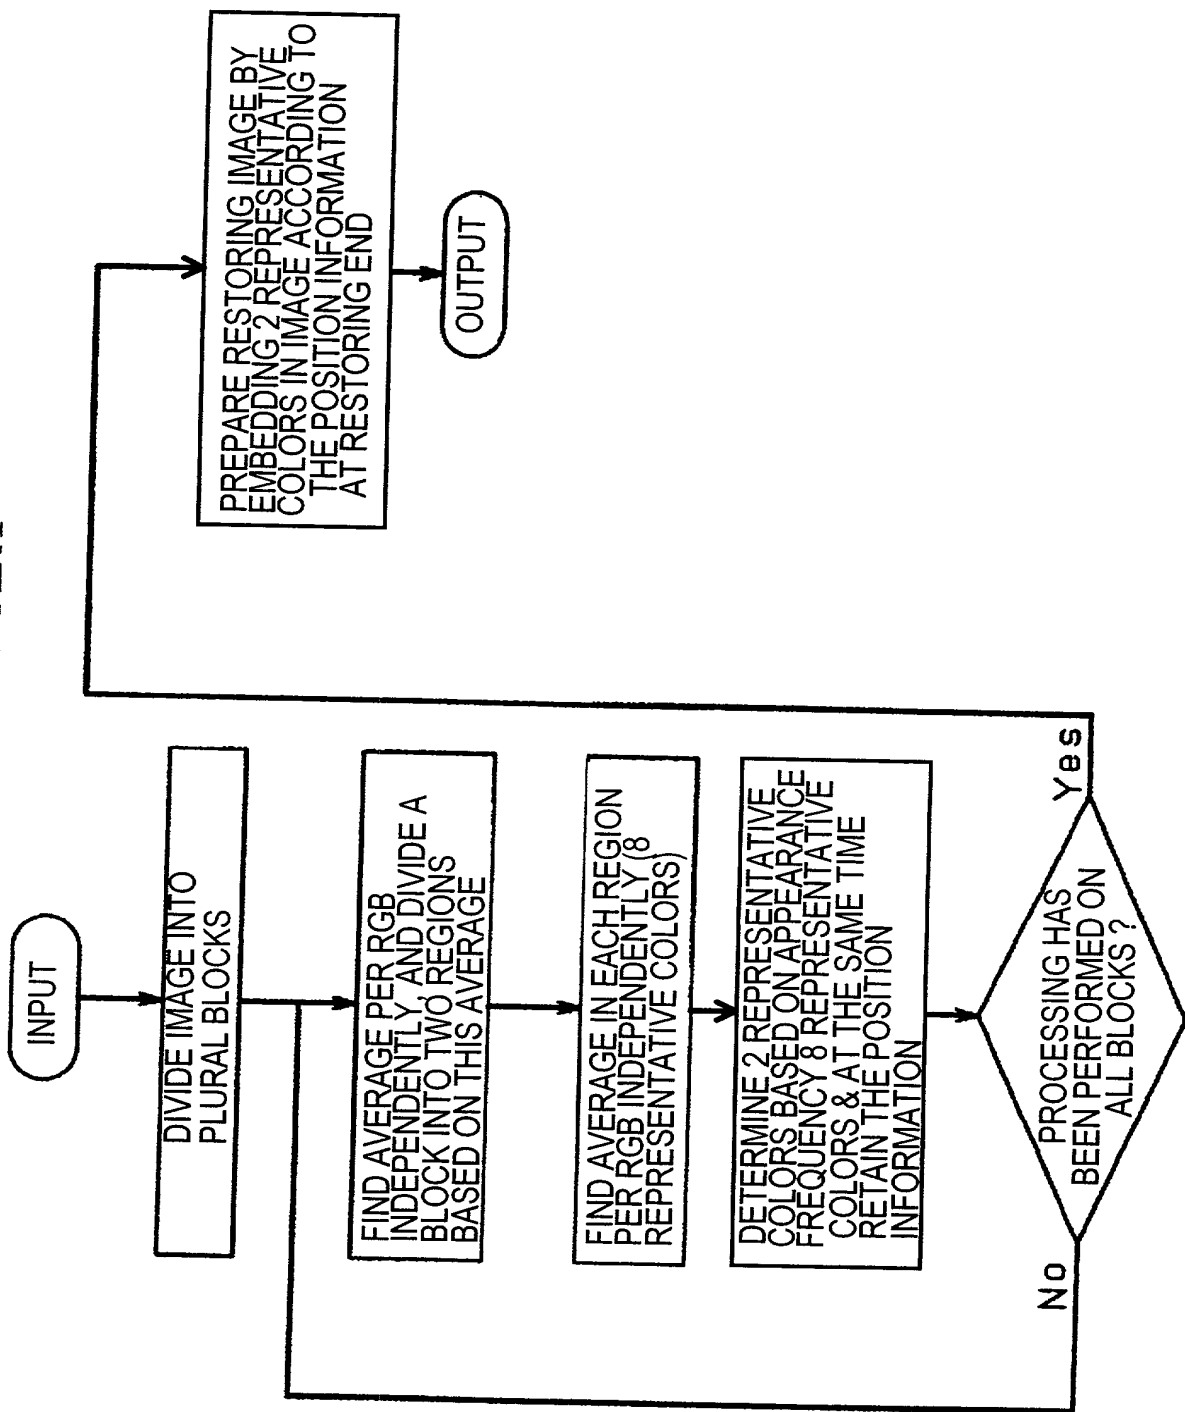 INPUT
DIVIDE IMAGE INTO
PLURAL BLOCKS
FIND AVERAGE PER RGB
INDEPENDENTLY, AND DIVIDE A
BLOCK INTO TWO REGIONS
BASED ON THIS AVERAGE
FIND AVERAGE IN EACH REGION
PER RGB INDEPENDENTLY (8
REPRESENTATIVE COLORS)
DETERMINE 2 REPRESENTATIVE
COLORS BASED ON APPEARANCE
FREQUENCY 8 REPRESENTATIVE
COLORS & AT THE SAME TIME
RETAIN THE POSITION
INFORMATION
PROCESSING HAS
BEEN PERFORMED ON
ALL BLOCKS ?
No
Yes
PREPARE RESTORING IMAGE BY
EMBEDDING 2 REPRESENTATIVE
COLORS IN IMAGE ACCORDING TO
THE POSITION INFORMATION
AT RESTORING END
OUTPUT